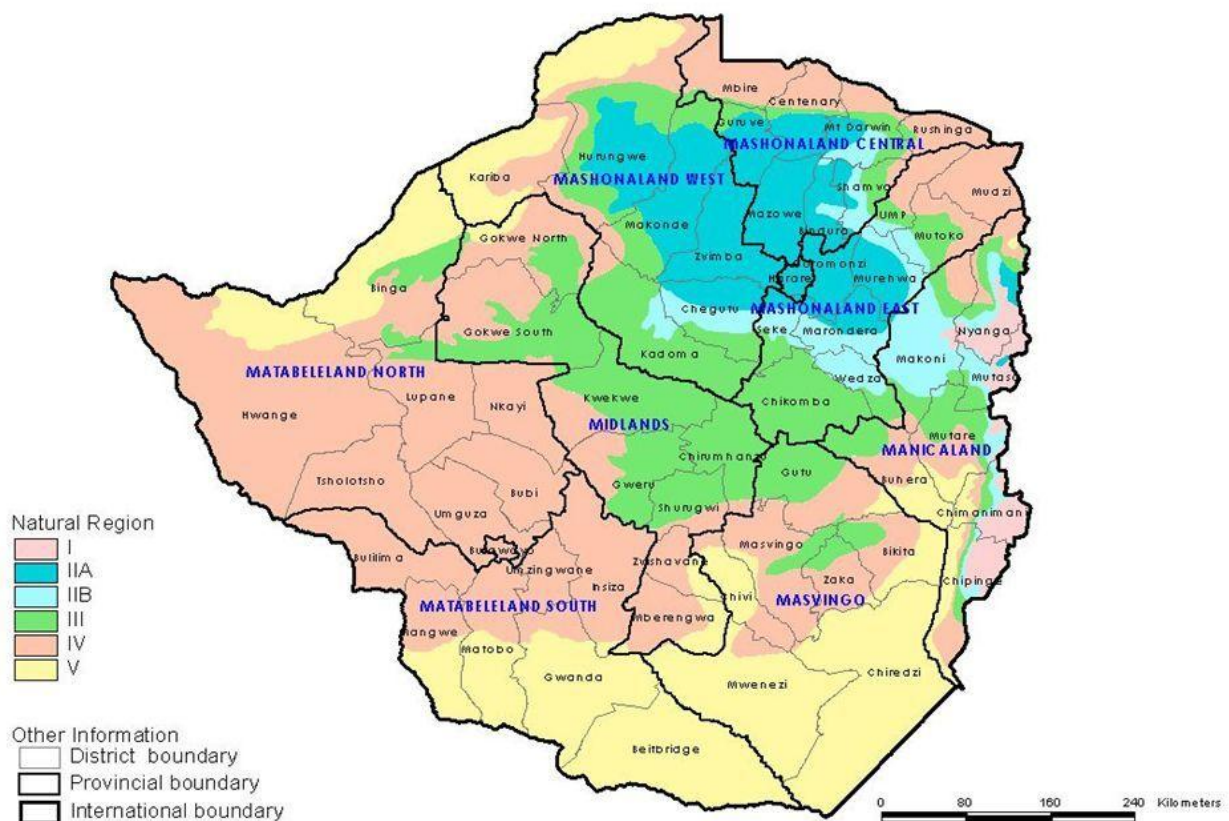 Mbire
Centenary
Guruve
Mt Darwin
Rushinga
MASHONALAND CENTRAL
Hurungwe
Kariba
MASHONALAND WEST
Shamva
Mudzi
Mazowe
UMP
Makonde
Bindura
Mutoko
Gokwe North
Zvimba
Goromonzi
Harare
Murehwa
Binga
Chegutu
MASHONALAND EAST
Seke
Marondera
Nyanga
Gokwe South
Kadoma
Makoni
MATABELELAND NORTH
Wedza
Mutasa
Lupane
Nkayi
Kwekwe
Chikomba
Hwange
MIDLANDS
Mutare
MANICALAND
Chirumhanzu
Gutu
Tsholotsho
Bubi
Gweru
Buhera
Umguza
Shurugwi
Chimanimani
Natural Region
I
IIA
IIB
III
IV
V
Masvingo
Bikita
Bulilima
Bulawayo
Umzingwane
Zvishavane
Zaka
Chipinge
Insiza
Chivi
MASVINGO
MATABELELAND SOUTH
Mberengwa
Mangwe
Matobo
Gwanda
Chiredzi
Mwenezi
Beitbridge
Other Information
District boundary
Provincial boundary
International boundary
0 80 160 240 Kilometers